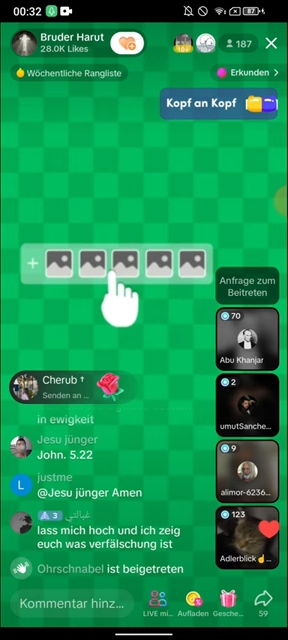 00:32
87
Bruder Harut
28.0K Likes
187
Wöchentliche Rangliste
Erkunden >
Kopf an Kopf
Anfrage zum
Beitreten
70
Abu Khanjar
2
umutSanche...
9
alimor-6236...
123
Adlerblick
Cherub †
Senden an ...
in ewigkeit
Jesu jünger
John. 5.22
L
justme
@Jesu jünger Amen
3
lass mich hoch und ich zeig
euch was verfälschung ist
Ohrschnabel ist beigetreten
Kommentar hinz...
LIVE mi...
Aufladen
Gesche...
59